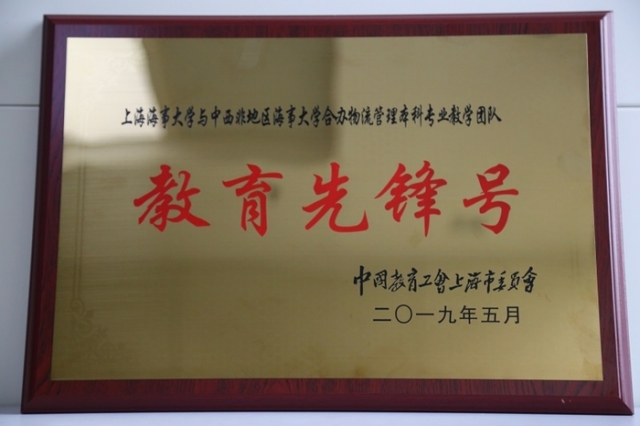 上海海事大学与中西非地区海事大学合办物流管理本科专业教学团队
教育先锋号
中国教育工会上海市委员会
二〇一九年五月